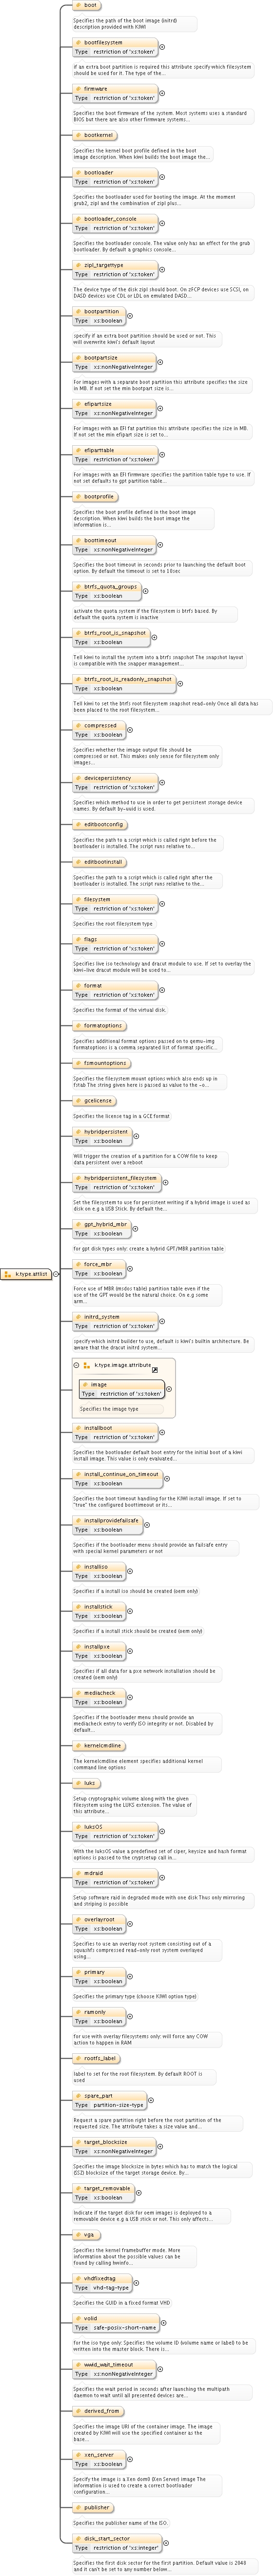 boot
Specifies the path of the boot image (initrd)
description provided with KIWI
bootfilesystem
Type restriction of 'xs:token'
if an extra boot partition is required this attribute specify which filesystem
should be used for it. The type of the...
firmware
Type restriction of 'xs:token'
Specifies the boot firmware of the system. Most systems uses a standard
BIOS but there are also other firmware systems...
bootkernel
Specifies the kernel boot profile defined in the boot
image description. When kiwi builds the boot image the...
bootloader
Type restriction of 'xs:token'
Specifies the bootloader used for booting the image. At the moment
grub2, zipl and the combination of zipl plus...
bootloader_console
Type restriction of 'xs:token'
Specifies the bootloader console. The value only has an effect for the grub
bootloader. By default a graphics console...
zipl_targettype
Type restriction of 'xs:token'
The device type of the disk zipl should boot. On zFCP devices use SCSI, on
DASD devices use CDL or LDL on emulated DASD...
bootpartition
Type xs:boolean
specify if an extra boot partition should be used or not. This
will overwrite kiwi's default layout
bootpartsize
Type xs:nonNegativeInteger
For images with a separate boot partition this attribute specifies the size
in MB. If not set the min bootpart size is...
efipartsize
Type xs:nonNegativeInteger
For images with an EFI fat partition this attribute specifies the size in MB.
If not set the min efipart size is set to...
efiparttable
Type restriction of 'xs:token'
For images with an EFI firmware specifies the partition table type to use. If
not set defaults to gpt partition table...
bootprofile
Specifies the boot profile defined in the boot image
description. When kiwi builds the boot image the
information is...
boottimeout
Type xs:nonNegativeInteger
Specifies the boot timeout in seconds prior to launching the default boot
option. By default the timeout is set to 10sec
btrfs_quota_groups
Type xs:boolean
activate the quota system if the filesystem is btrfs based. By
default the quota system is inactive
btrfs_root_is_snapshot
Type xs:boolean
Tell kiwi to install the system into a btrfs snapshot The snapshot layout
is compatible with the snapper management...
btrfs_root_is_readonly_snapshot
Type xs:boolean
Tell kiwi to set the btrfs root filesystem snapshot read-only Once all data has
been placed to the root filesystem...
compressed
Type xs:boolean
Specifies whether the image output file should be
compressed or not. This makes only sense for filesystem only
images...
devicepersistency
Type restriction of 'xs:token'
Specifies which method to use in order to get persistent storage device
names. By default by-uuid is used.
editbootconfig
Specifies the path to a script which is called right before the
bootloader is installed. The script runs relative to...
editbootinstall
Specifies the path to a script which is called right after the
bootloader is installed. The script runs relative to the...
filesystem
Type restriction of 'xs:token'
Specifies the root filesystem type
flags
Type restriction of 'xs:token'
Specifies live iso technology and dracut module to use. If set to overlay the
kiwi-live dracut module will be used to...
format
Type restriction of 'xs:token'
Specifies the format of the virtual disk.
formatoptions
Specifies additional format options passed on to qemu-img
formatoptions is a comma separated list of format specific...
fsmountoptions
Specifies the filesystem mount options which also ends up in
fstab The string given here is passed as value to the -o...
gcelicense
Specifies the license tag in a GCE format
hybridpersistent
Type xs:boolean
Will trigger the creation of a partition for a COW file to keep
data persistent over a reboot
hybridpersistent_filesystem
Type restriction of 'xs:token'
Set the filesystem to use for persistent writing if a hybrid image is used as
disk on e.g a USB Stick. By default the...
gpt_hybrid_mbr
Type xs:boolean
for gpt disk types only: create a hybrid GPT/MBR partition table
force_mbr
Type xs:boolean
Force use of MBR (msdos table) partition table even if the
use of the GPT would be the natural choice. On e.g some
arm...
initrd_system
Type restriction of 'xs:token'
specify which initrd builder to use, default is kiwi's builtin architecture. Be
aware that the dracut initrd system...
k.type.attlist
k.type.image.attribute
image
Type restriction of 'xs:token'
Specifies the image type
installboot
Type restriction of 'xs:token'
Specifies the bootloader default boot entry for the initial boot of a kiwi
install image. This value is only evaluated...
install_continue_on_timeout
Type xs:boolean
Specifies the boot timeout handling for the KIWI install image. If set to
"true" the configured boottimeout or its...
installprovidefailsafe
Type xs:boolean
Specifies if the bootloader menu should provide an failsafe entry
with special kernel parameters or not
installiso
Type xs:boolean
Specifies if a install iso should be created (oem only)
installstick
Type xs:boolean
Specifies if a install stick should be created (oem only)
installpxe
Type xs:boolean
Specifies if all data for a pxe network installation should be
created (oem only)
mediacheck
Type xs:boolean
Specifies if the bootloader menu should provide an
mediacheck entry to verify ISO integrity or not. Disabled by
default...
kernelcmdline
The kernelcmdline element specifies additional kernel
command line options
luks
Setup cryptographic volume along with the given
filesystem using the LUKS extension. The value of
this attribute...
luksOS
Type restriction of 'xs:token'
With the luksOS value a predefined set of ciper, keysize and hash format
options is passed to the cryptsetup call in...
mdraid
Type restriction of 'xs:token'
Setup software raid in degraded mode with one disk Thus only mirroring
and striping is possible
overlayroot
Type xs:boolean
Specifies to use an overlay root system consisting out of a
squashfs compressed read-only root system overlayed
using...
primary
Type xs:boolean
Specifies the primary type (choose KIWI option type)
ramonly
Type xs:boolean
for use with overlay filesystems only: will force any COW
action to happen in RAM
rootfs_label
label to set for the root filesystem. By default ROOT is
used
spare_part
Type partition-size-type
Request a spare partition right before the root partition of the
requested size. The attribute takes a size value and...
target_blocksize
Type xs:nonNegativeInteger
Specifies the image blocksize in bytes which has to match the logical
(SSZ) blocksize of the target storage device. By...
target_removable
Type xs:boolean
Indicate if the target disk for oem images is deployed to a
removable device e.g a USB stick or not. This only affects...
vga
Specifies the kernel framebuffer mode. More
information about the possible values can be
found by calling hwinfo...
vhdfixedtag
Type vhd-tag-type
Specifies the GUID in a fixed format VHD
volid
Type safe-posix-short-name
for the iso type only: Specifies the volume ID (volume name or label) to be
written into the master block. There is...
wwid_wait_timeout
Type xs:nonNegativeInteger
Specifies the wait period in seconds after launching the multipath
daemon to wait until all presented devices are...
derived_from
Specifies the image URI of the container image. The image
created by KIWI will use the specified container as the
base...
xen_server
Type xs:boolean
Specify the image is a Xen dom0 (Xen Server) image The
information is used to create a correct bootloader
configuration...
publisher
Specifies the publisher name of the ISO.
disk_start_sector
Type restriction of 'xs:integer'
Specifies the first disk sector for the first partition. Default value is 2048
and it can't be set to any number below...